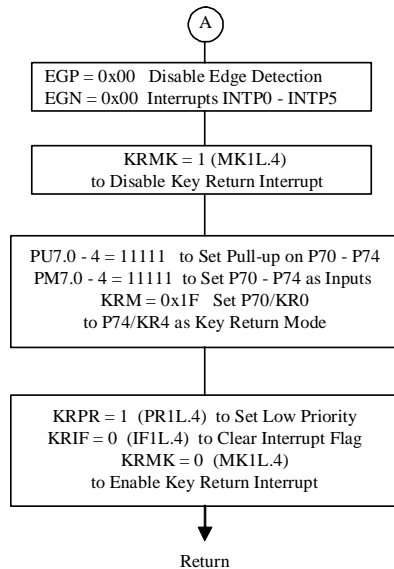 A
EGP = 0x00 Disable Edge Detection
EGN = 0x00 Interrupts INTP0 - INTP5
KRMK = 1 (MK1L.4)
to Disable Key Return Interrupt
PU7.0 - 4 = 11111 to Set Pull-up on P70 - P74
PM7.0 - 4 = 11111 to Set P70 - P74 as Inputs
KRM = 0x1F Set P70/KR0
to P74/KR4 as Key Return Mode
KRPR = 1 (PR1L.4) to Set Low Priority
KRIF = 0 (IF1L.4) to Clear Interrupt Flag
KRMK = 0 (MK1L.4)
to Enable Key Return Interrupt
Return